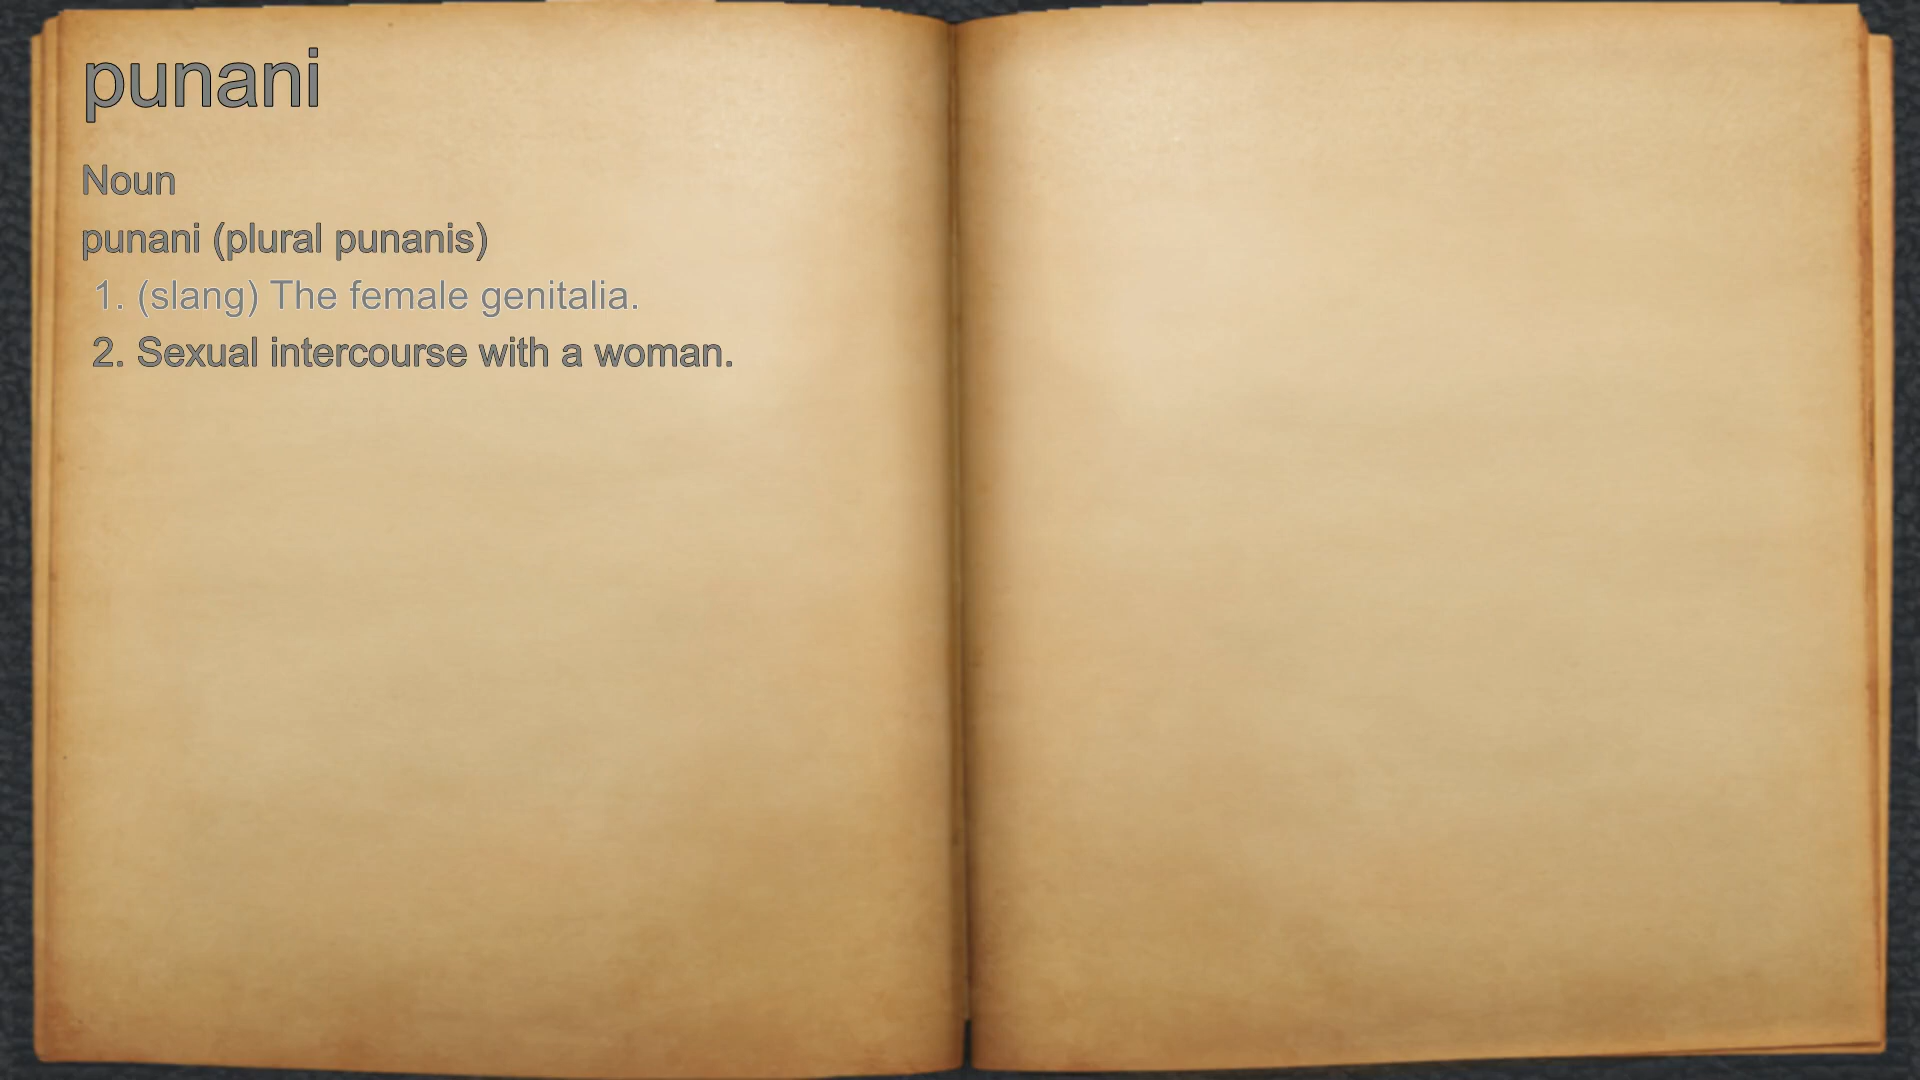 punani
Noun
punani (plural punanis)
1. (slang) The female genitalia.
2. Sexual intercourse with a woman.